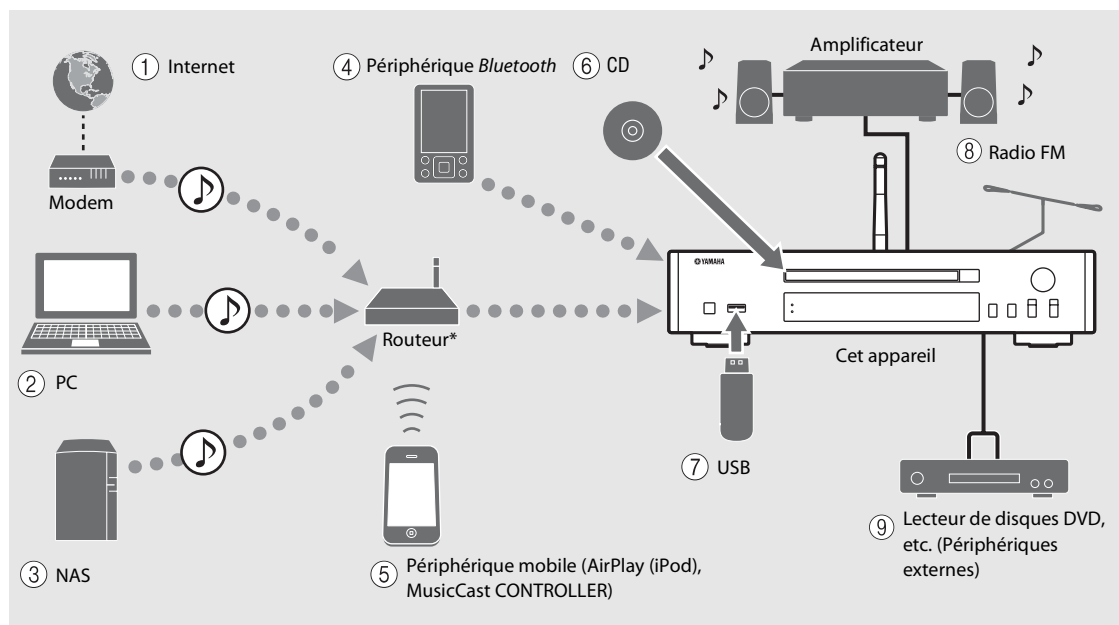 ① Internet
④ Périphérique Bluetooth
⑥ CD
Amplificateur
⑧ Radio FM
Modem
YAMAHA
Routeur*
Cet appareil
② PC
⑦ USB
⑨ Lecteur de disques DVD,
etc. (Périphériques
externes)
③ NAS
⑤ Périphérique mobile (AirPlay (iPod),
MusicCast CONTROLLER)